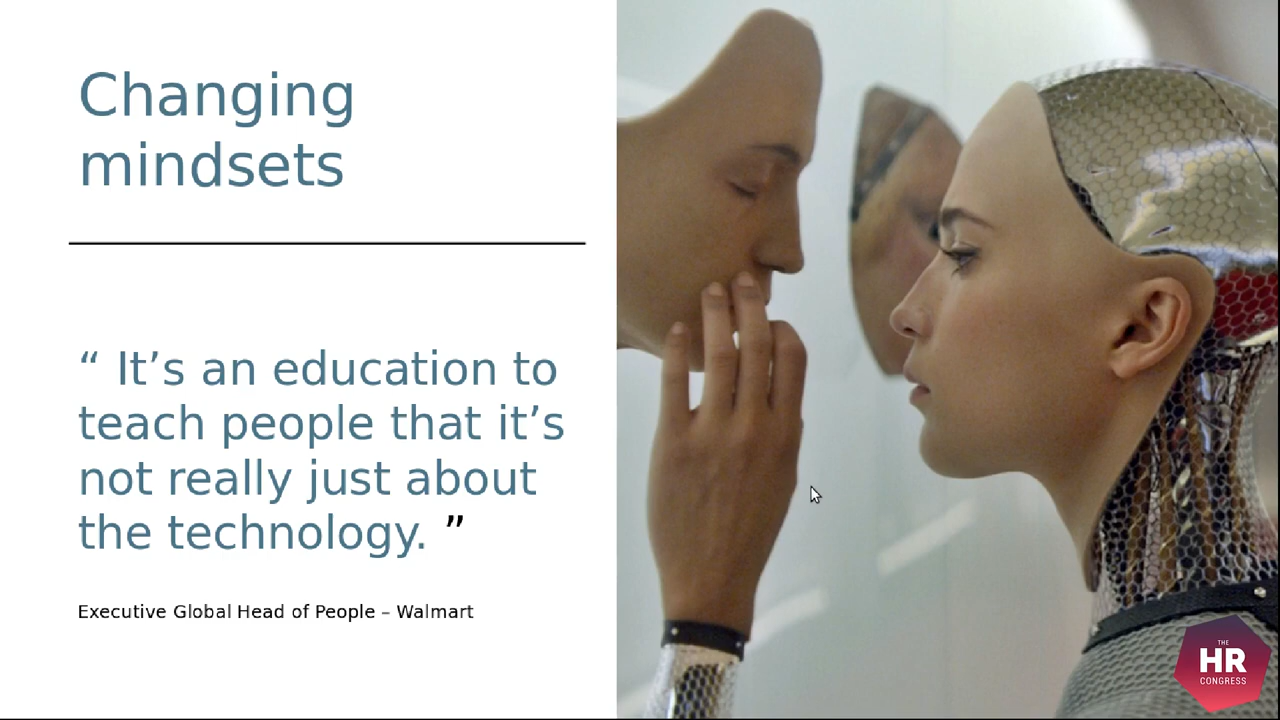 Changing
mindsets
“ It’s an education to
teach people that it’s
not really just about
the technology. ”
Executive Global Head of People – Walmart
THE
HR
CONGRESS